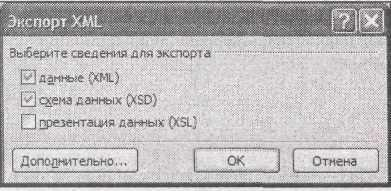 Экспорт XML
Выберите сведения для экспорта
данные (XML)
схема данных (XSD)
презентация данных (XSL)
Дополнительно... OK Отмена